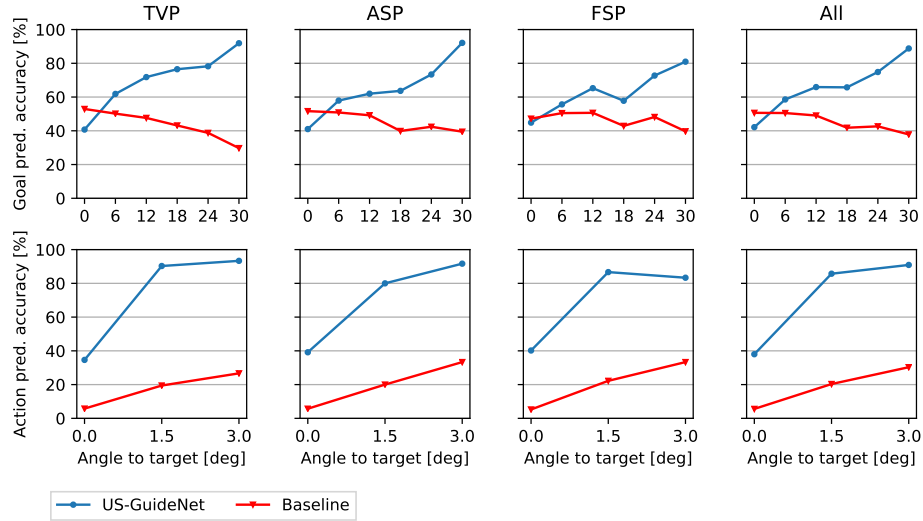 TVP ASP FSP All
Goal pred. accuracy [%]
100
80
60
40
20
0
0 6 12 18 24 30
0 6 12 18 24 30
0 6 12 18 24 30
0 6 12 18 24 30
Action pred. accuracy [%]
100
80
60
40
20
0
0.0 1.5 3.0
0.0 1.5 3.0
0.0 1.5 3.0
0.0 1.5 3.0
Angle to target [deg]
Angle to target [deg]
Angle to target [deg]
Angle to target [deg]
US-GuideNet Baseline